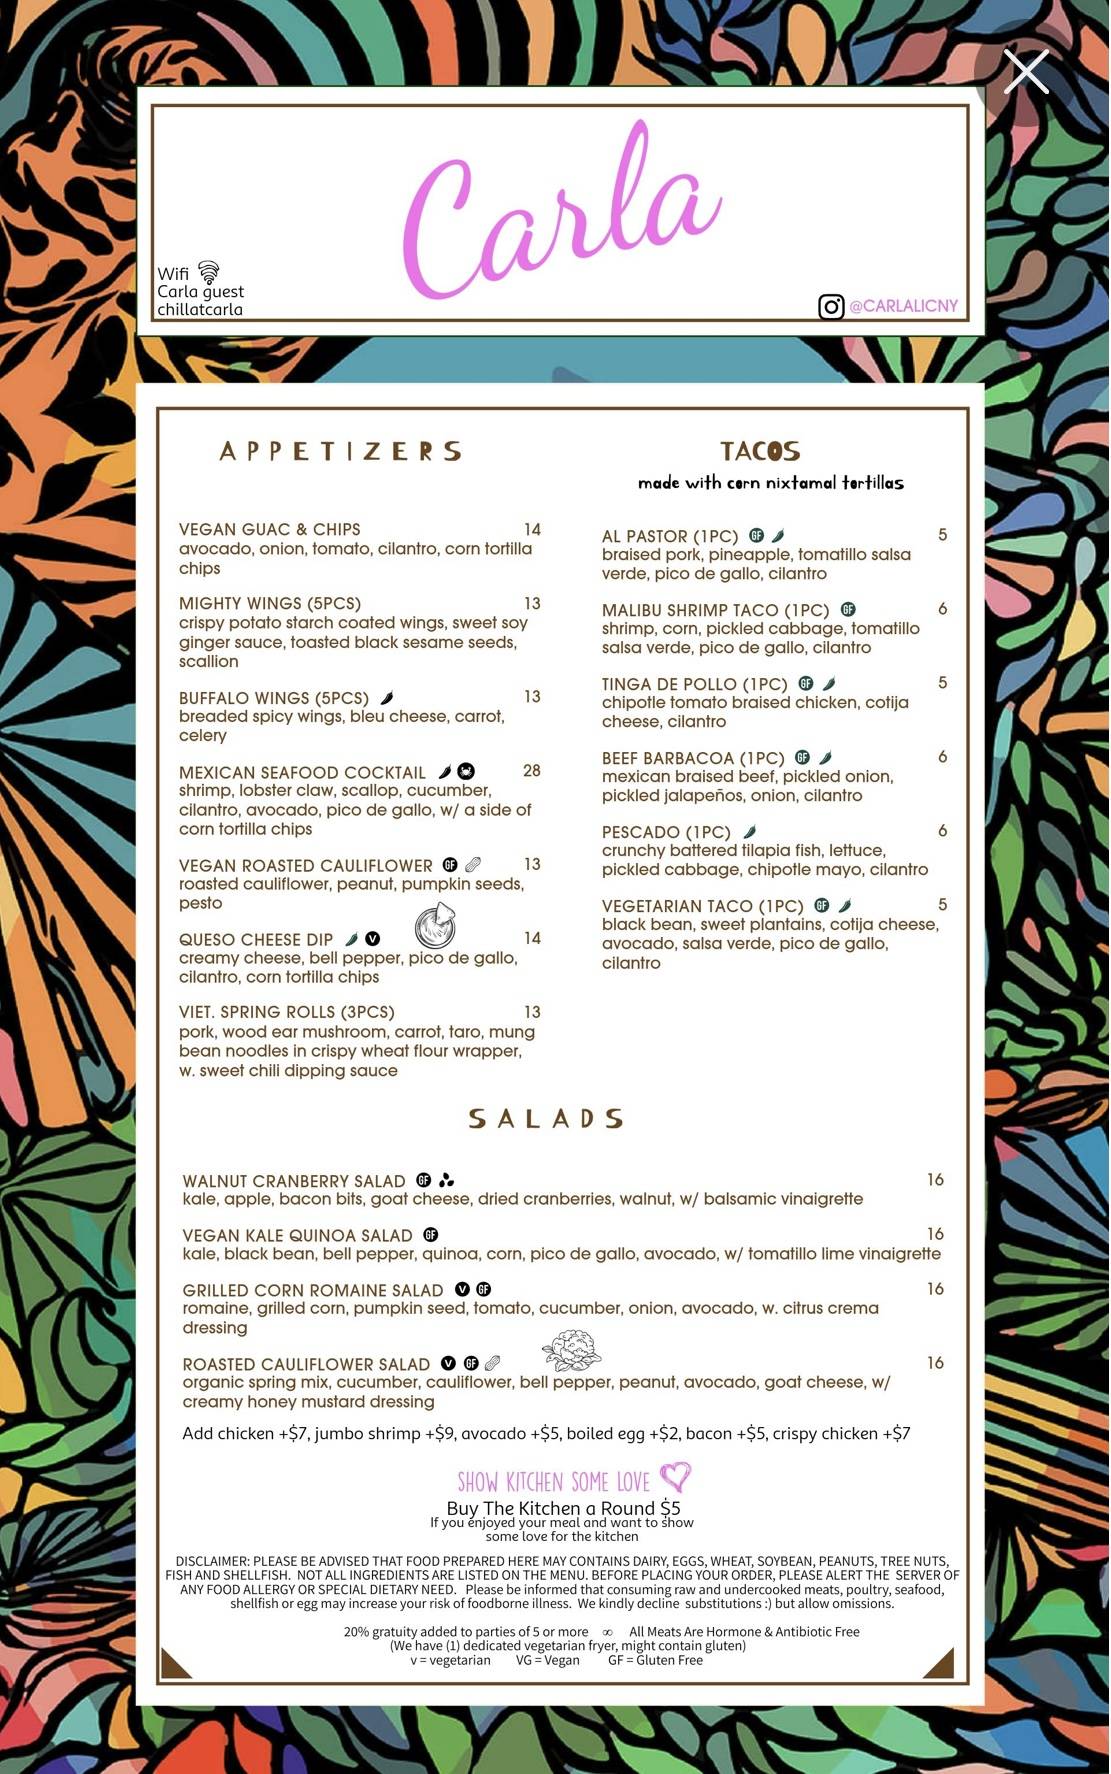 Carla
Wifi
Carla guest
chillatcarla
@CARLALICNY
APPETIZERS
VEGAN GUAC & CHIPS 14
avocado, onion, tomato, cilantro, corn tortilla
chips
MIGHTY WINGS (5PCS) 13
crispy potato starch coated wings, sweet soy
ginger sauce, toasted black sesame seeds,
scallion
BUFFALO WINGS (5PCS) 13
breaded spicy wings, bleu cheese, carrot,
celery
MEXICAN SEAFOOD COCKTAIL 28
shrimp, lobster claw, scallop, cucumber,
cilantro, avocado, pico de gallo, w/ a side of
corn tortilla chips
VEGAN ROASTED CAULIFLOWER GF 13
roasted cauliflower, peanut, pumpkin seeds,
pesto
QUESO CHEESE DIP V 14
creamy cheese, bell pepper, pico de gallo,
cilantro, corn tortilla chips
VIET. SPRING ROLLS (3PCS) 13
pork, wood ear mushroom, carrot, taro, mung
bean noodles in crispy wheat flour wrapper,
w. sweet chili dipping sauce
TACOS
made with corn nixtamal tortillas
AL PASTOR (1PC) GF 5
braised pork, pineapple, tomatillo salsa
verde, pico de gallo, cilantro
MALIBU SHRIMP TACO (1PC) GF 6
shrimp, corn, pickled cabbage, tomatillo
salsa verde, pico de gallo, cilantro
TINGA DE POLLO (1PC) GF 5
chipotle tomato braised chicken, cotija
cheese, cilantro
BEEF BARBACOA (1PC) GF 6
mexican braised beef, pickled onion,
pickled jalapeños, onion, cilantro
PESCADO (1PC) 6
crunchy battered tilapia fish, lettuce,
pickled cabbage, chipotle mayo, cilantro
VEGETARIAN TACO (1PC) GF 5
black bean, sweet plantains, cotija cheese,
avocado, salsa verde, pico de gallo,
cilantro
SALADS
WALNUT CRANBERRY SALAD GF 16
kale, apple, bacon bits, goat cheese, dried cranberries, walnut, w/ balsamic vinaigrette
VEGAN KALE QUINOA SALAD GF 16
kale, black bean, bell pepper, quinoa, corn, pico de gallo, avocado, w/ tomatillo lime vinaigrette
GRILLED CORN ROMAINE SALAD V GF 16
romaine, grilled corn, pumpkin seed, tomato, cucumber, onion, avocado, w. citrus crema
dressing
ROASTED CAULIFLOWER SALAD V GF 16
organic spring mix, cucumber, cauliflower, bell pepper, peanut, avocado, goat cheese, w/
creamy honey mustard dressing
Add chicken +$7, jumbo shrimp +$9, avocado +$5, boiled egg +$2, bacon +$5, crispy chicken +$7
SHOW KITCHEN SOME LOVE
Buy The Kitchen a Round $5
If you enjoyed your meal and want to show
some love for the kitchen
DISCLAIMER: PLEASE BE ADVISED THAT FOOD PREPARED HERE MAY CONTAINS DAIRY, EGGS, WHEAT, SOYBEAN, PEANUTS, TREE NUTS,
FISH AND SHELLFISH. NOT ALL INGREDIENTS ARE LISTED ON THE MENU. BEFORE PLACING YOUR ORDER, PLEASE ALERT THE SERVER OF
ANY FOOD ALLERGY OR SPECIAL DIETARY NEED. Please be informed that consuming raw and undercooked meats, poultry, seafood,
shellfish or egg may increase your risk of foodborne illness. We kindly decline substitutions :) but allow omissions.
20% gratuity added to parties of 5 or more ∞ All Meats Are Hormone & Antibiotic Free
(We have (1) dedicated vegetarian fryer, might contain gluten)
v = vegetarian VG = Vegan GF = Gluten Free